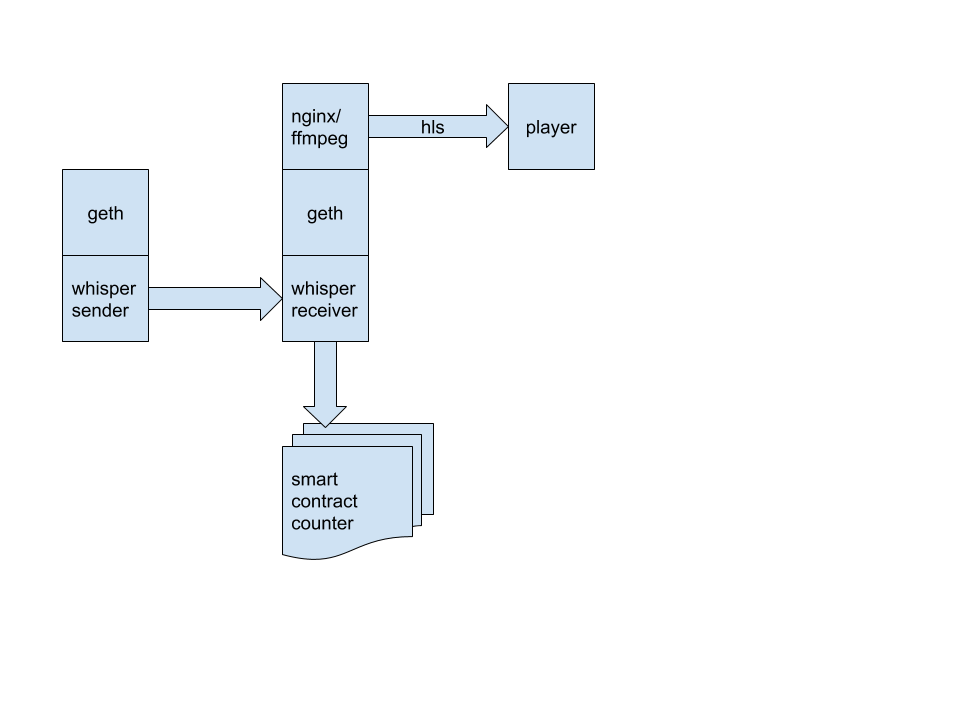 nginx/
ffmpeg
hls
player
geth
geth
whisper
sender
whisper
receiver
smart
contract
counter